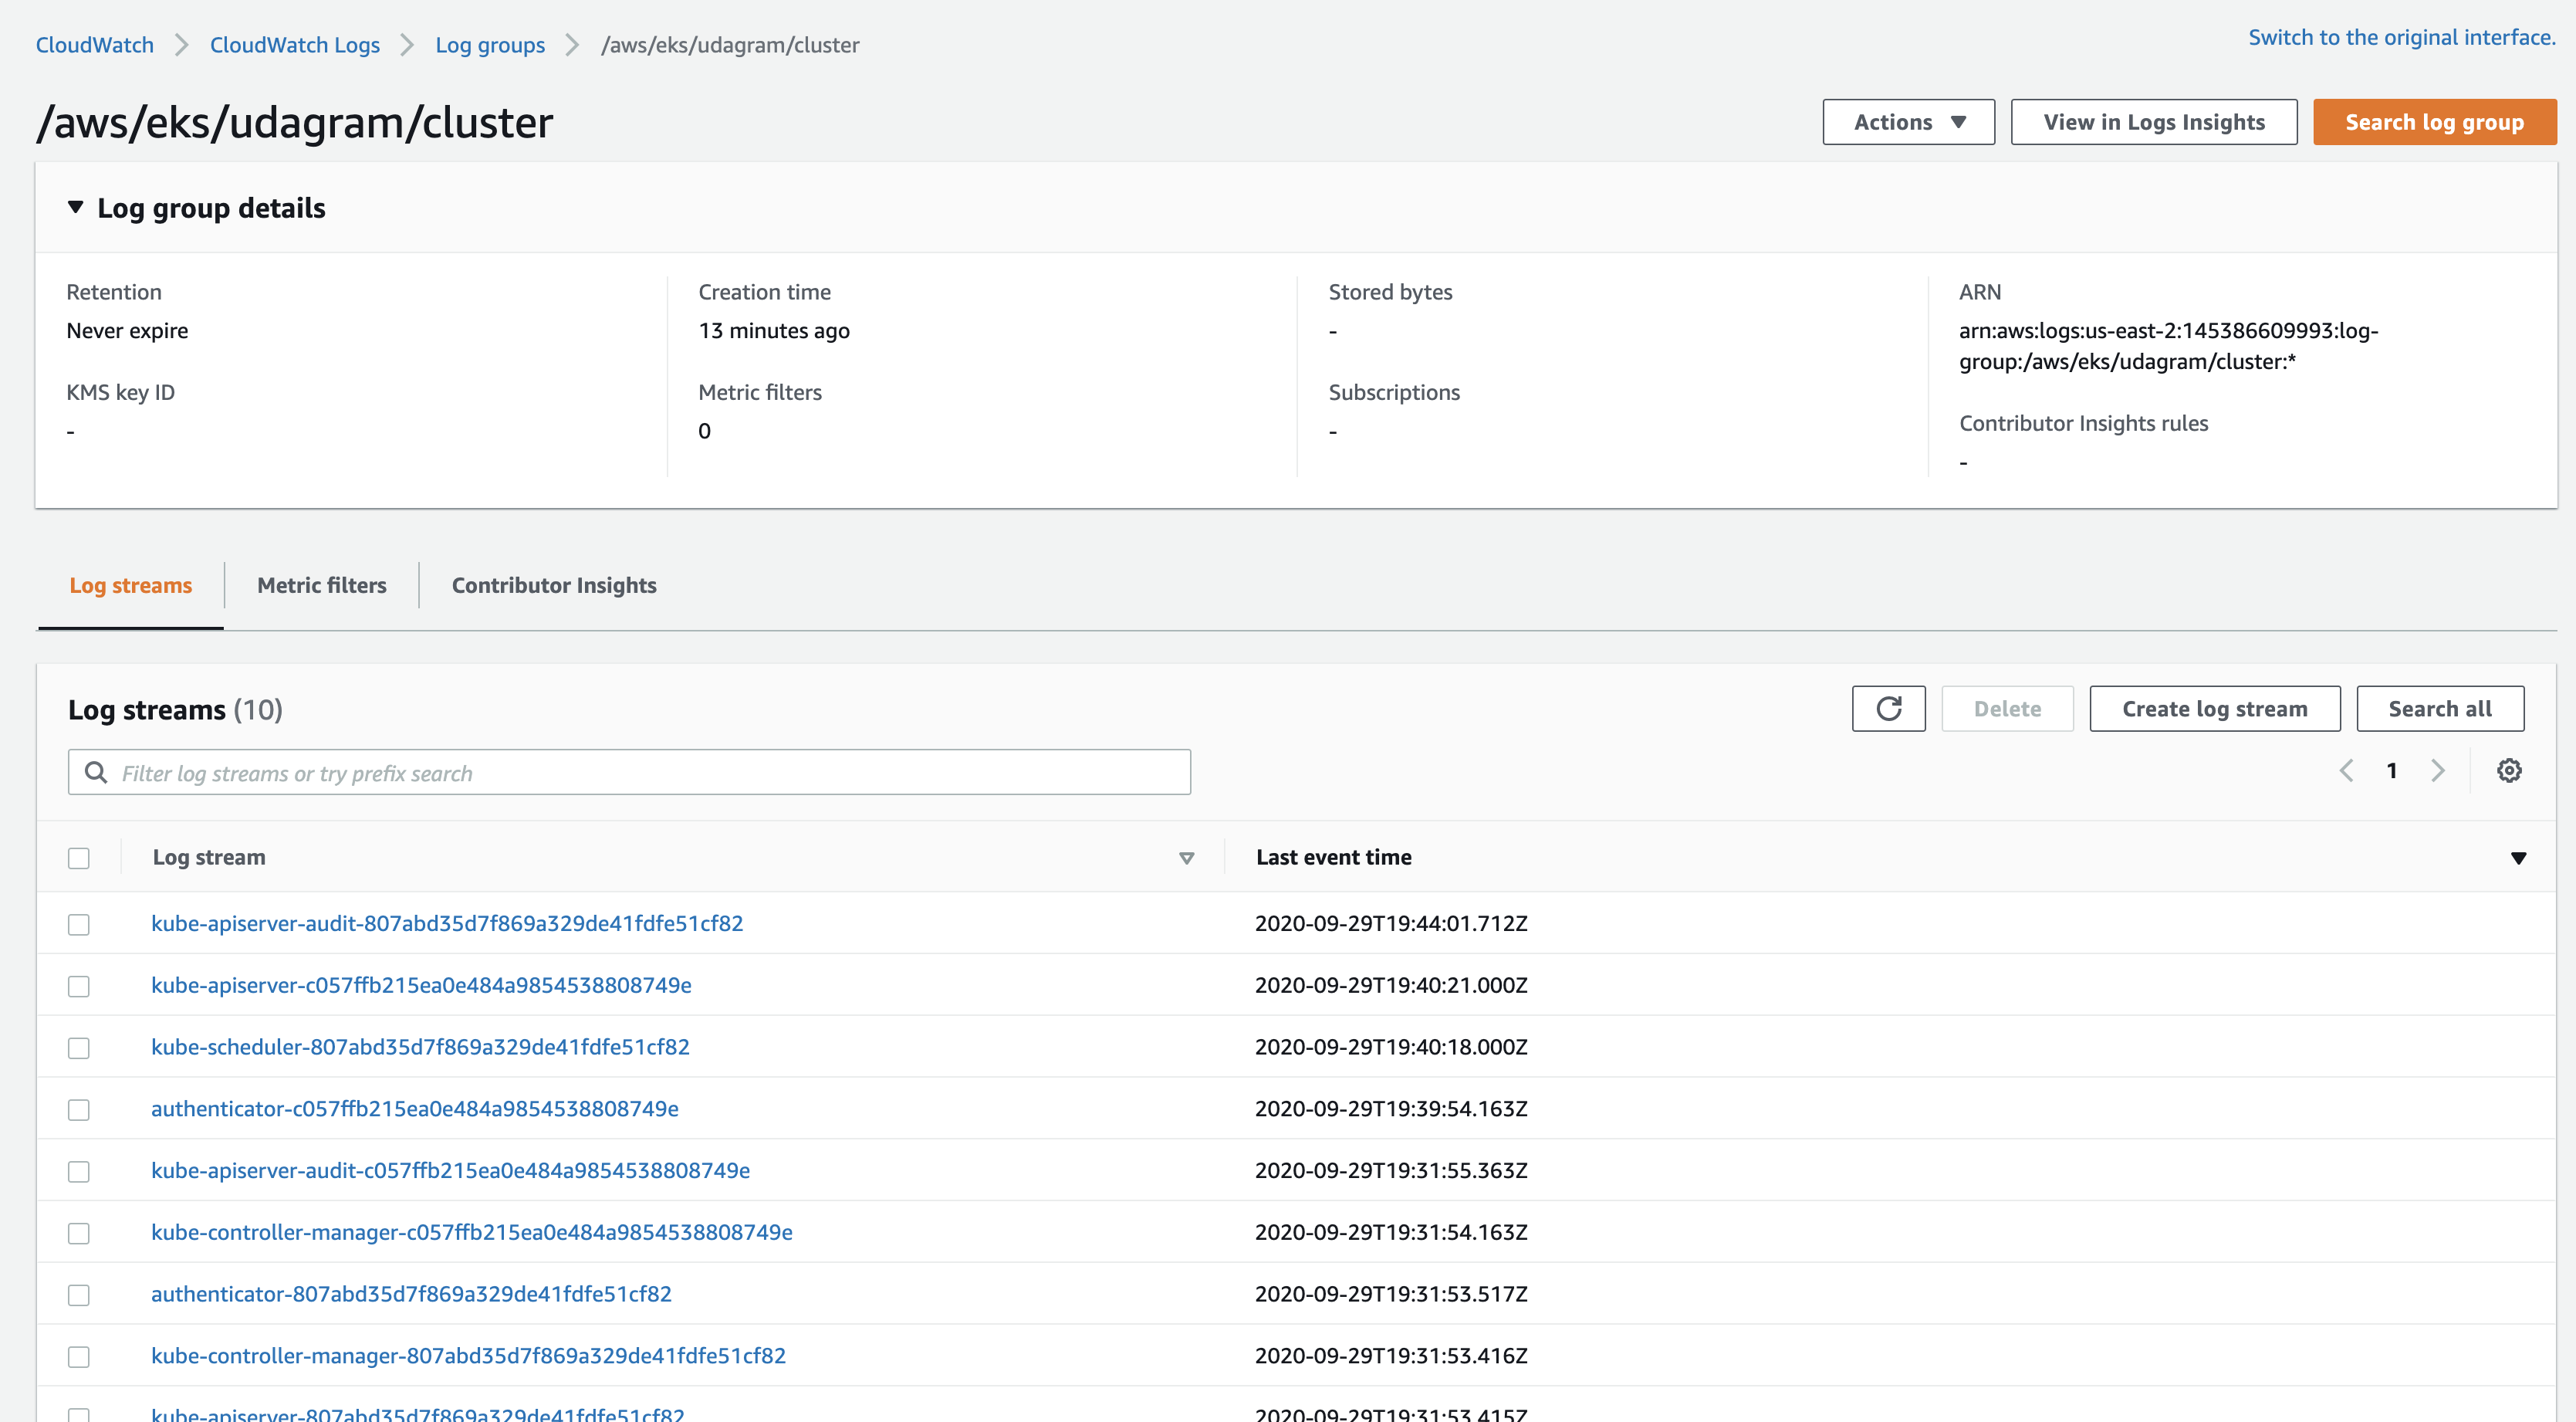 CloudWatch > CloudWatch Logs > Log groups > /aws/eks/udagram/cluster
Switch to the original interface.
/aws/eks/udagram/cluster
Actions
View in Logs Insights
Search log group
Log group details
Retention
Never expire
KMS key ID
-
Creation time
13 minutes ago
Metric filters
0
Stored bytes
-
Subscriptions
-
ARN
arn:aws:logs:us-east-2:145386609993:log-
group:/aws/eks/udagram/cluster:*
Contributor Insights rules
-
Log streams
Metric filters
Contributor Insights
Log streams (10)
Delete
Create log stream
Search all
Filter log streams or try prefix search
1
Log stream Last event time
kube-apiserver-audit-807abd35d7f869a329de41fdfe51cf82 2020-09-29T19:44:01.712Z
kube-apiserver-c057ffb215ea0e484a9854538808749e 2020-09-29T19:40:21.000Z
kube-scheduler-807abd35d7f869a329de41fdfe51cf82 2020-09-29T19:40:18.000Z
authenticator-c057ffb215ea0e484a9854538808749e 2020-09-29T19:39:54.163Z
kube-apiserver-audit-c057ffb215ea0e484a9854538808749e 2020-09-29T19:31:55.363Z
kube-controller-manager-c057ffb215ea0e484a9854538808749e 2020-09-29T19:31:54.163Z
authenticator-807abd35d7f869a329de41fdfe51cf82 2020-09-29T19:31:53.517Z
kube-controller-manager-807abd35d7f869a329de41fdfe51cf82 2020-09-29T19:31:53.416Z
kube-apiserver-807abd35d7f869a329de41fdfe51cf82 2020-09-29T19:31:53.415Z